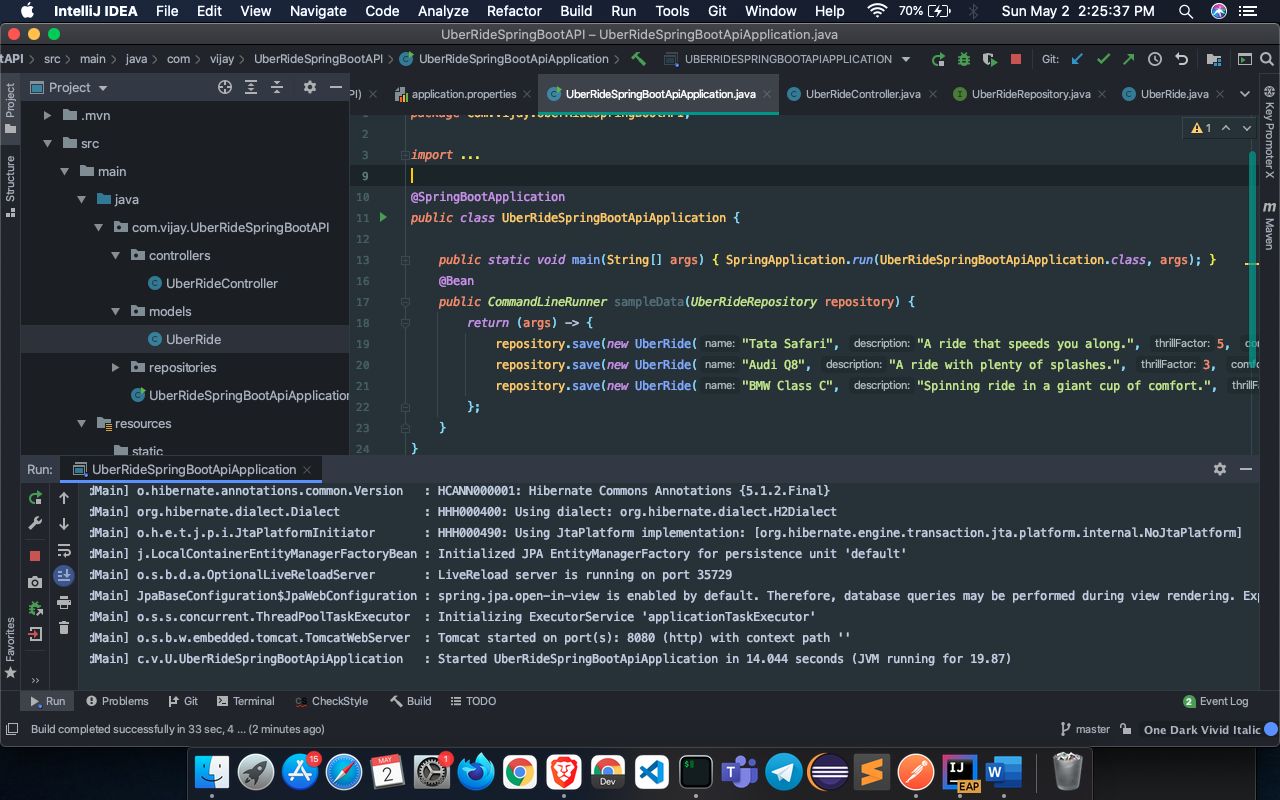 IntelliJ IDEA File Edit View Navigate Code Analyze Refactor Build Run Tools Git Window Help 70% Sun May 2 2:25:37 PM
UberRideSpringBootAPI – UberRideSpringBootApiApplication.java
tAPI src main java com vijay UberRideSpringBootAPI UberRideSpringBootApiApplication UBERRIDESPRINGBOOTAPIAPPLICATION Git:
Project
PI) application.properties UberRideSpringBootApiApplication.java UberRideController.java UberRideRepository.java UberRide.java
Project
Structure
Favorites
Key Promoter X
m
Maven
.mvn
src
main
java
com.vijay.UberRideSpringBootAPI
controllers
UberRideController
models
UberRide
repositories
UberRideSpringBootApiApplication
resources
static
package com.vijay.UberRideSpringBootAPI;
1
2
3 import ...
9
10 @SpringBootApplication
11 public class UberRideSpringBootApiApplication {
12
13 public static void main(String[] args) { SpringApplication.run(UberRideSpringBootApiApplication.class, args); }
16 @Bean
17 public CommandLineRunner sampleData(UberRideRepository repository) {
18 return (args) -> {
19 repository.save(new UberRide( name: "Tata Safari", description: "A ride that speeds you along.", thrillFactor: 5, co
20 repository.save(new UberRide( name: "Audi Q8", description: "A ride with plenty of splashes.", thrillFactor: 3, comfo
21 repository.save(new UberRide( name: "BMW Class C", description: "Spinning ride in a giant cup of comfort.", thrillF
22 };
23 }
24 }
Run: UberRideSpringBootApiApplication
dMain] o.hibernate.annotations.common.Version : HCANN000001: Hibernate Commons Annotations {5.1.2.Final}
dMain] org.hibernate.dialect.Dialect : HHH000400: Using dialect: org.hibernate.dialect.H2Dialect
dMain] o.h.e.t.j.p.i.JtaPlatformInitiator : HHH000490: Using JtaPlatform implementation: [org.hibernate.engine.transaction.jta.platform.internal.NoJtaPlatform]
dMain] j.LocalContainerEntityManagerFactoryBean : Initialized JPA EntityManagerFactory for persistence unit 'default'
dMain] o.s.b.d.a.OptionalLiveReloadServer : LiveReload server is running on port 35729
dMain] JpaBaseConfiguration$JpaWebConfiguration : spring.jpa.open-in-view is enabled by default. Therefore, database queries may be performed during view rendering. Exp
dMain] o.s.s.concurrent.ThreadPoolTaskExecutor : Initializing ExecutorService 'applicationTaskExecutor'
dMain] o.s.b.w.embedded.tomcat.TomcatWebServer : Tomcat started on port(s): 8080 (http) with context path ''
dMain] c.v.U.UberRideSpringBootApiApplication : Started UberRideSpringBootApiApplication in 14.044 seconds (JVM running for 19.87)
Run Problems Git Terminal CheckStyle Build TODO 2 Event Log
Build completed successfully in 33 sec, 4 ... (2 minutes ago) master One Dark Vivid Italic
15 MAY 2 1 Dev $ T S IJ EAP W